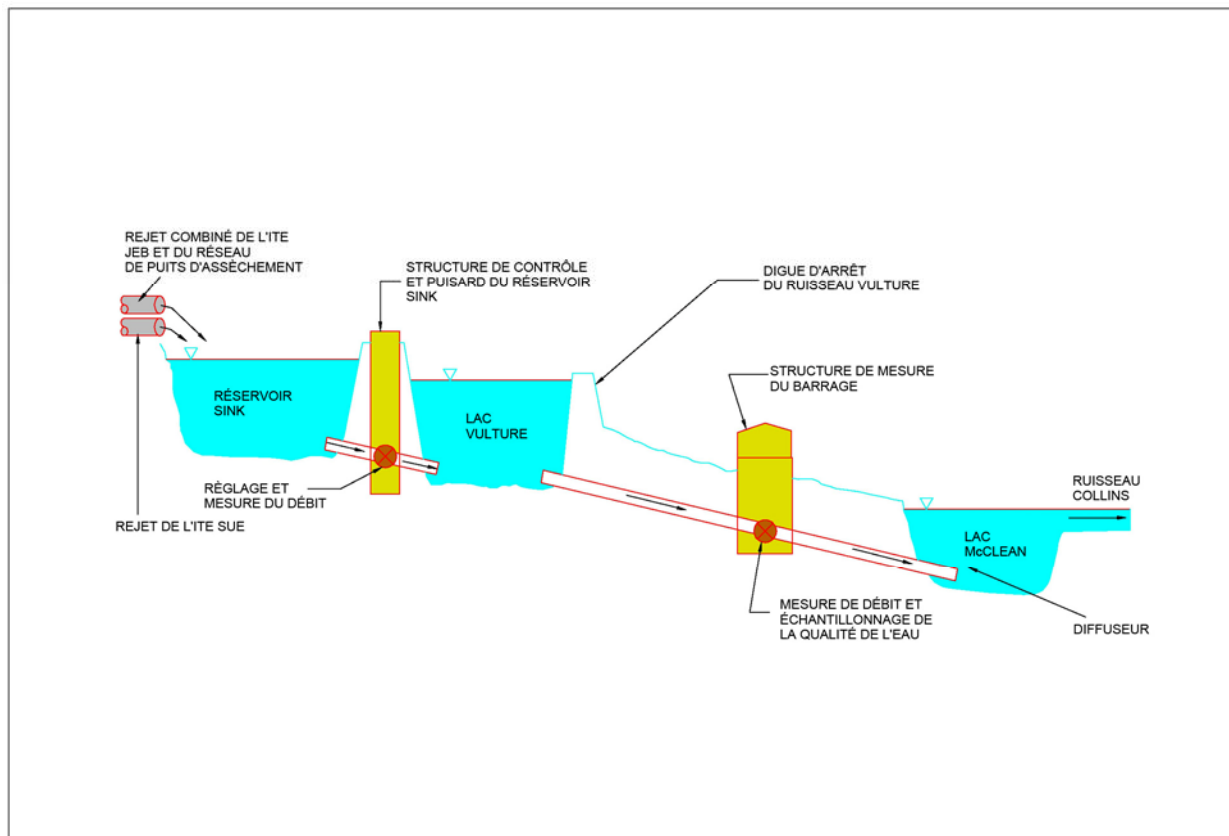 REJET COMBINÉ DE L'ITE
JEB ET DU RÉSEAU
DE PUITS D'ASSÈCHEMENT
STRUCTURE DE CONTRÔLE
ET PUISARD DU RÉSERVOIR
SINK
DIGUE D'ARRÊT
DU RUISSEAU VULTURE
STRUCTURE DE MESURE
DU BARRAGE
RÉSERVOIR
SINK
LAC
VULTURE
RUISSEAU
COLLINS
LAC
McCLEAN
RÈGLAGE ET
MESURE DU DÉBIT
REJET DE L'ITE SUE
MESURE DE DÉBIT ET
ÉCHANTILLONNAGE DE
LA QUALITÉ DE L'EAU
DIFFUSEUR